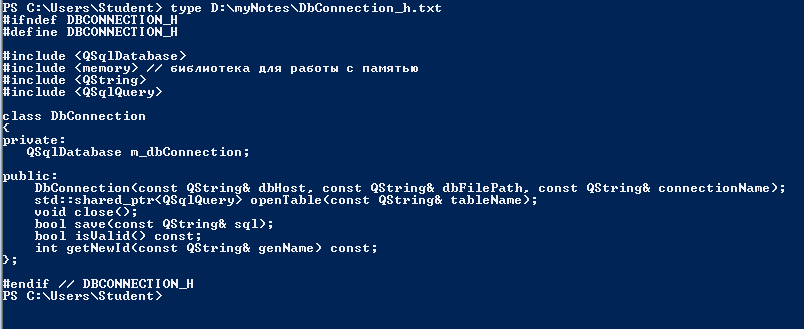 PS C:\Users\Student> type D:\myNotes\DbConnection_h.txt
#ifndef DBCONNECTION_H
#define DBCONNECTION_H
#include <QSqlDatabase>
#include <memory> // библиотека для работы с памятью
#include <QString>
#include <QSqlQuery>
class DbConnection
{
private:
QSqlDatabase m_dbConnection;
public:
DbConnection(const QString& dbHost, const QString& dbFilePath, const QString& connectionName);
std::shared_ptr<QSqlQuery> openTable(const QString& tableName);
void close();
bool save(const QString& sql);
bool isValid() const;
int getNewId(const QString& genName) const;
};
#endif // DBCONNECTION_H
PS C:\Users\Student>